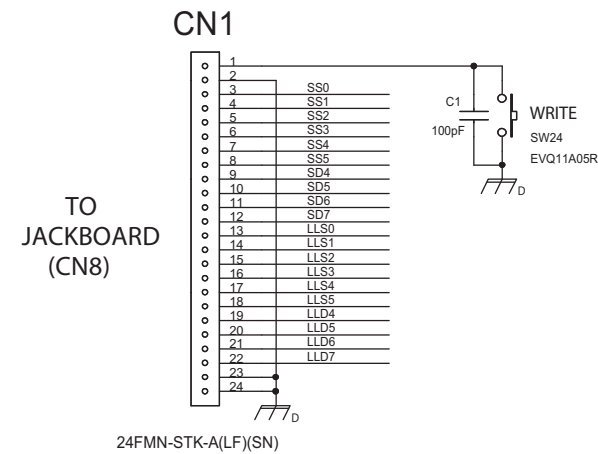 CN1
1
2
3 SS0
4 SS1
5 SS2
6 SS3
7 SS4
8 SS5
9 SD4
10 SD5
11 SD6
12 SD7
13 LLS0
14 LLS1
15 LLS2
16 LLS3
17 LLS4
18 LLS5
19 LLD4
20 LLD5
21 LLD6
22 LLD7
23
24
TO
JACKBOARD
(CN8)
24FMN-STK-A(LF)(SN)
D
C1
100pF
WRITE
SW24
EVQ11A05R
D